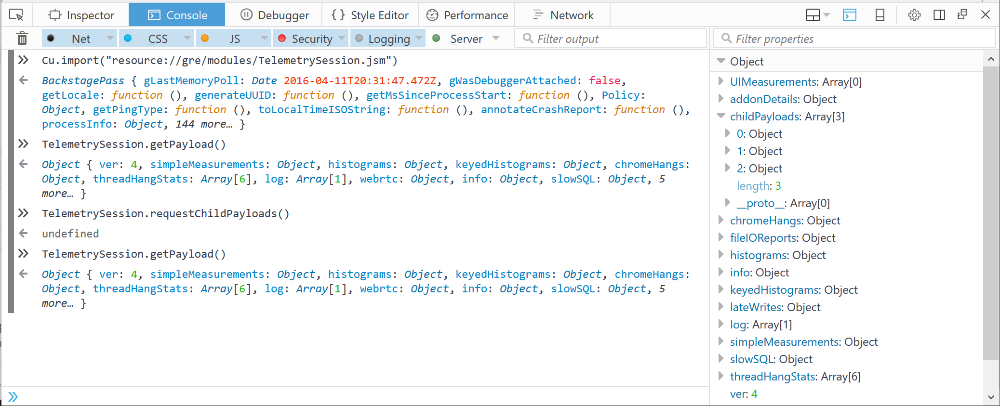 Inspector Console Debugger { } Style Editor Performance Network
Net CSS JS Security Logging Server Filter output Filter properties
Cu.import("resource://gre/modules/TelemetrySession.jsm")
BackstagePass { gLastMemoryPoll: Date 2016-04-11T20:31:47.472Z, gWasDebuggerAttached: false,
getLocale: function (), generateUUID: function (), getMsSinceProcessStart: function (), Policy:
Object, getPingType: function (), toLocalTimeISOString: function (), annotateCrashReport: function (),
processInfo: Object, 144 more… }
TelemetrySession.getPayload()
Object { ver: 4, simpleMeasurements: Object, histograms: Object, keyedHistograms: Object, chromeHangs:
Object, threadHangStats: Array[6], log: Array[1], webrtc: Object, info: Object, slowSQL: Object, 5
more… }
TelemetrySession.requestChildPayloads()
undefined
TelemetrySession.getPayload()
Object { ver: 4, simpleMeasurements: Object, histograms: Object, keyedHistograms: Object, chromeHangs:
Object, threadHangStats: Array[6], log: Array[1], webrtc: Object, info: Object, slowSQL: Object, 5
more… }
Object
UIMeasurements: Array[0]
addonDetails: Object
childPayloads: Array[3]
0: Object
1: Object
2: Object
length: 3
__proto__: Array[0]
chromeHangs: Object
fileIOReports: Object
histograms: Object
info: Object
keyedHistograms: Object
lateWrites: Object
log: Array[1]
simpleMeasurements: Object
slowSQL: Object
threadHangStats: Array[6]
ver: 4